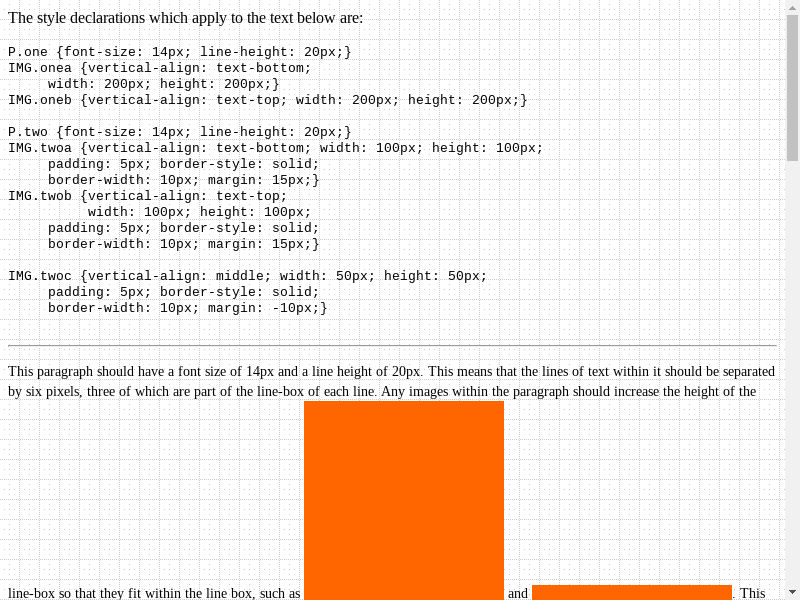 The style declarations which apply to the text below are:
P.one {font-size: 14px; line-height: 20px;}
IMG.onea {vertical-align: text-bottom;
width: 200px; height: 200px;}
IMG.oneb {vertical-align: text-top; width: 200px; height: 200px;}
P.two {font-size: 14px; line-height: 20px;}
IMG.twoa {vertical-align: text-bottom; width: 100px; height: 100px;
padding: 5px; border-style: solid;
border-width: 10px; margin: 15px;}
IMG.twob {vertical-align: text-top;
width: 100px; height: 100px;
padding: 5px; border-style: solid;
border-width: 10px; margin: 15px;}
IMG.twoc {vertical-align: middle; width: 50px; height: 50px;
padding: 5px; border-style: solid;
border-width: 10px; margin: -10px;}
This paragraph should have a font size of 14px and a line height of 20px. This means that the lines of text within it should be separated
by six pixels, three of which are part of the line-box of each line. Any images within the paragraph should increase the height of the
line-box so that they fit within the line box, such as and . This